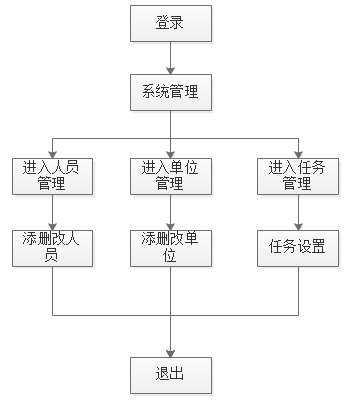 登录
系统管理
进入人员
管理
进入单位
管理
进入任务
管理
添删改人
员
添删改单
位
任务设置
退出